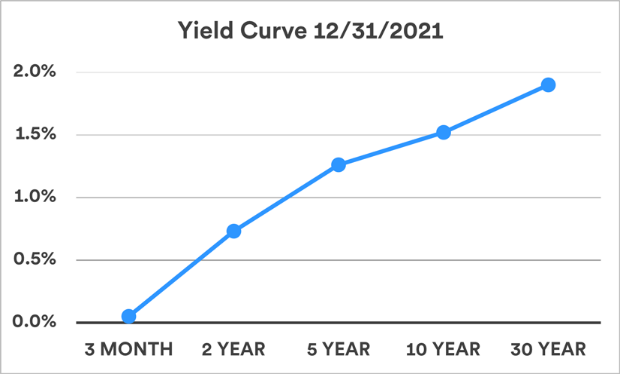 Yield Curve 12/31/2021
2.0%
1.5%
1.0%
0.5%
0.0%
3 MONTH 2 YEAR 5 YEAR 10 YEAR 30 YEAR